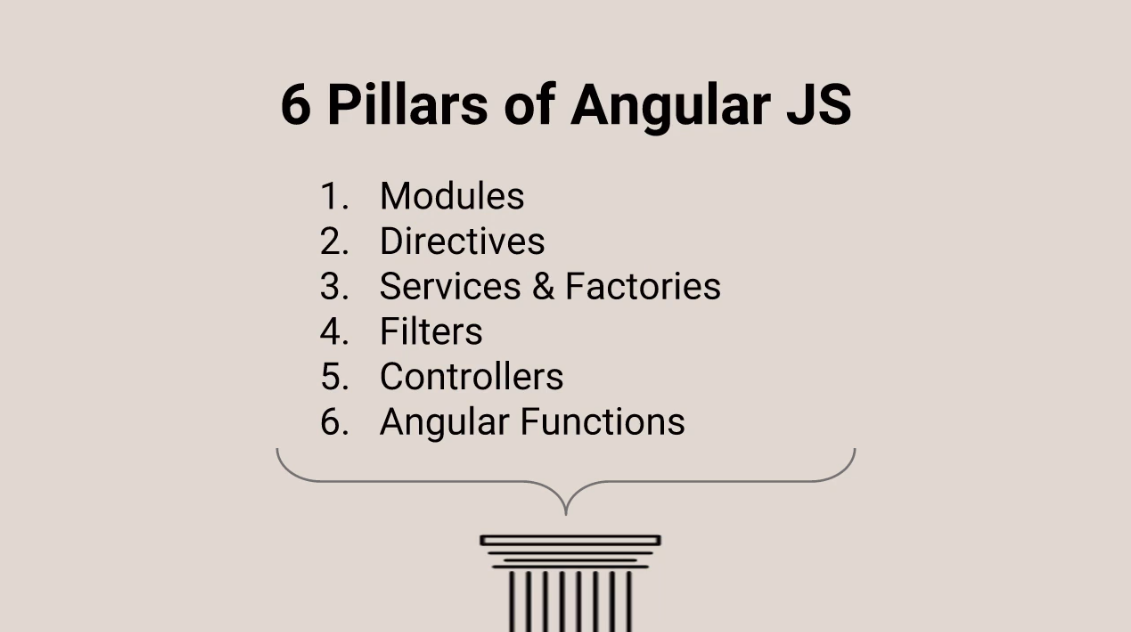 6 Pillars of Angular JS
1. Modules
2. Directives
3. Services & Factories
4. Filters
5. Controllers
6. Angular Functions